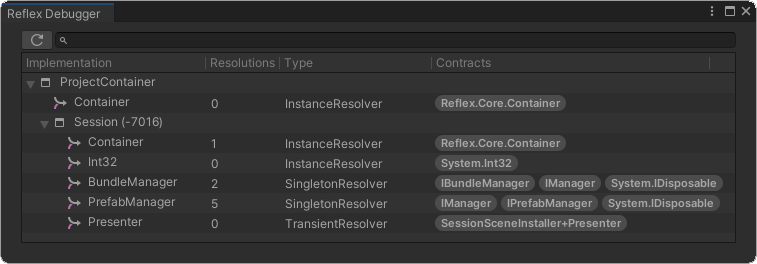 Reflex Debugger
Implementation Resolutions Type Contracts
ProjectContainer
Container 0 InstanceResolver Reflex.Core.Container
Session (-7016)
Container 1 InstanceResolver Reflex.Core.Container
Int32 0 InstanceResolver System.Int32
BundleManager 2 SingletonResolver IBundleManager IManager System.IDisposable
PrefabManager 5 SingletonResolver IManager IPrefabManager System.IDisposable
Presenter 0 TransientResolver SessionSceneInstaller+Presenter